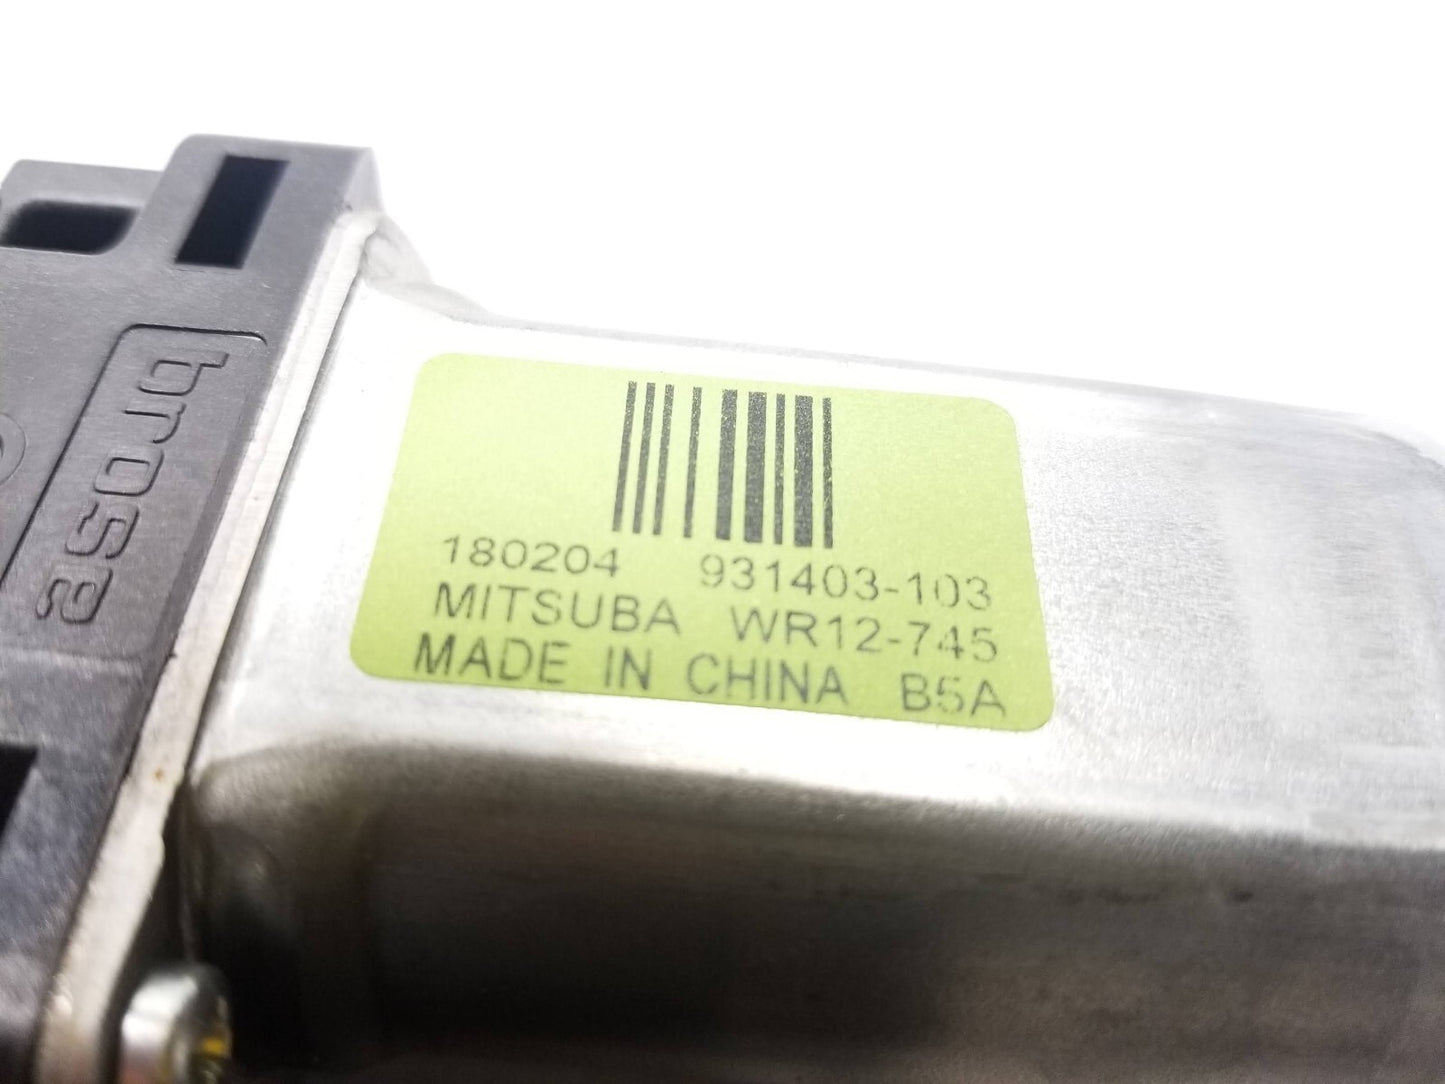 brose
180204 931403-103
MITSUBA WR12-745
MADE IN CHINA B5A